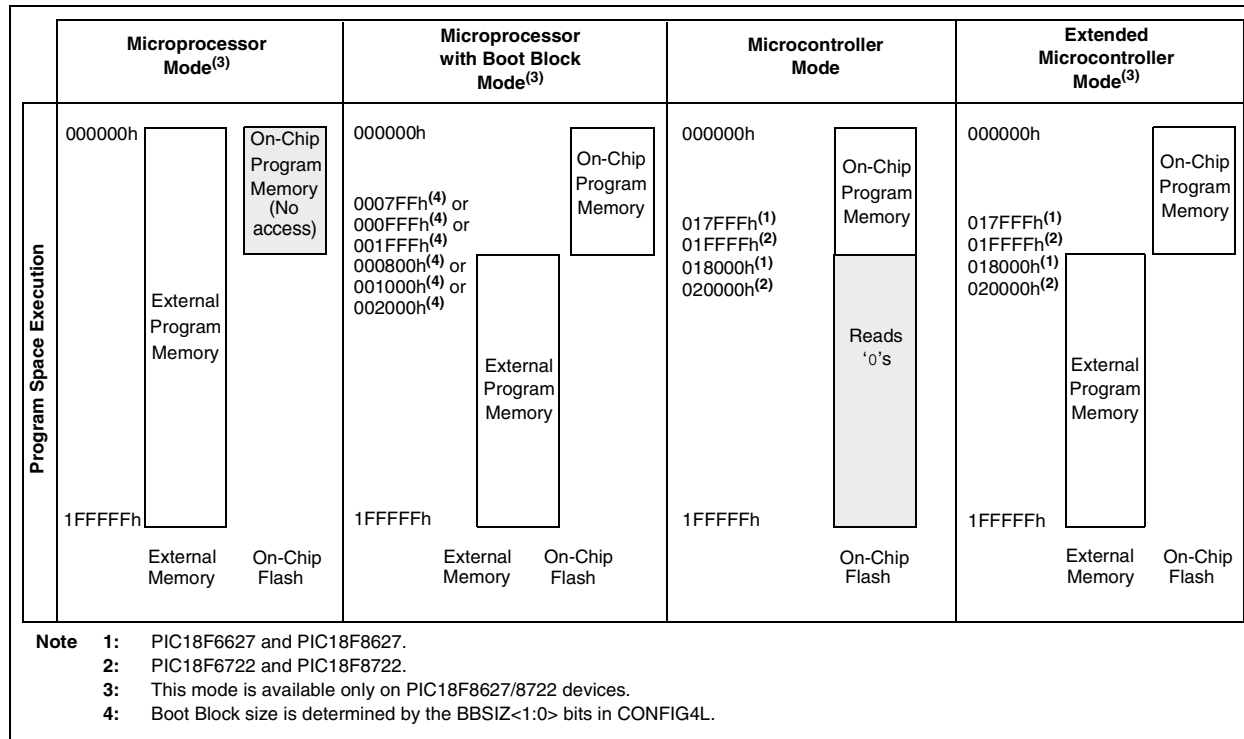 Microprocessor
Mode(3)
Microprocessor
with Boot Block
Mode(3)
Microcontroller
Mode
Extended
Microcontroller
Mode(3)
Program Space Execution
000000h
External
Program
Memory
1FFFFFh
On-Chip
Program
Memory
(No
access)
External
Memory
On-Chip
Flash
000000h
0007FFh(4) or
000FFFh(4) or
001FFFh(4)
000800h(4) or
001000h(4) or
002000h(4)
1FFFFFh
On-Chip
Program
Memory
External
Program
Memory
External
Memory
On-Chip
Flash
000000h
017FFFh(1)
01FFFFh(2)
018000h(1)
020000h(2)
1FFFFFh
On-Chip
Program
Memory
Reads
‘0’s
On-Chip
Flash
000000h
017FFFh(1)
01FFFFh(2)
018000h(1)
020000h(2)
1FFFFFh
On-Chip
Program
Memory
External
Program
Memory
External
Memory
On-Chip
Flash
Note 1: PIC18F6627 and PIC18F8627.
2: PIC18F6722 and PIC18F8722.
3: This mode is available only on PIC18F8627/8722 devices.
4: Boot Block size is determined by the BBSIZ<1:0> bits in CONFIG4L.